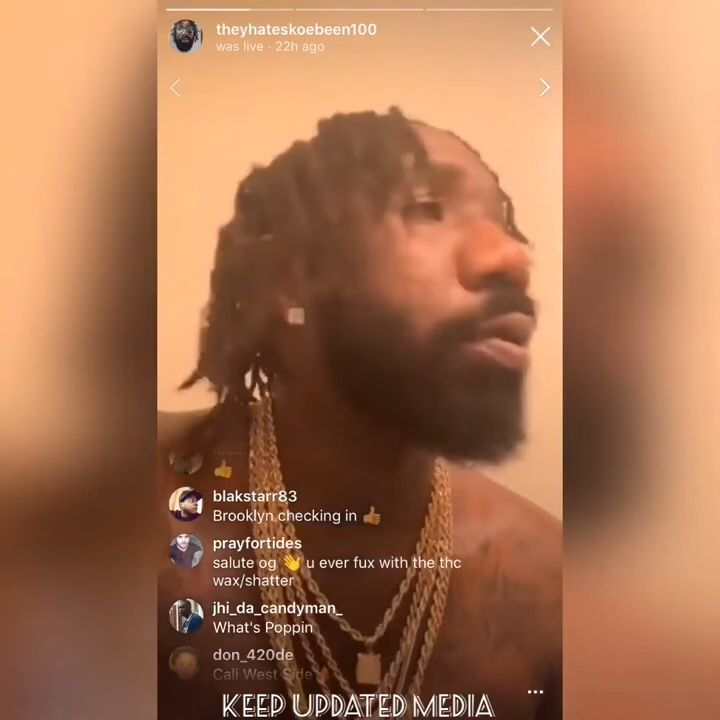 theyhateskoebeen100
was live · 22h ago
👍
blakstarr83
Brooklyn checking in 👍
prayfortides
salute og 👋 u ever fux with the thc
wax/shatter
jhi_da_candyman_
What's Poppin
don_420de
Cali West Side
KEEP UPDATED MEDIA